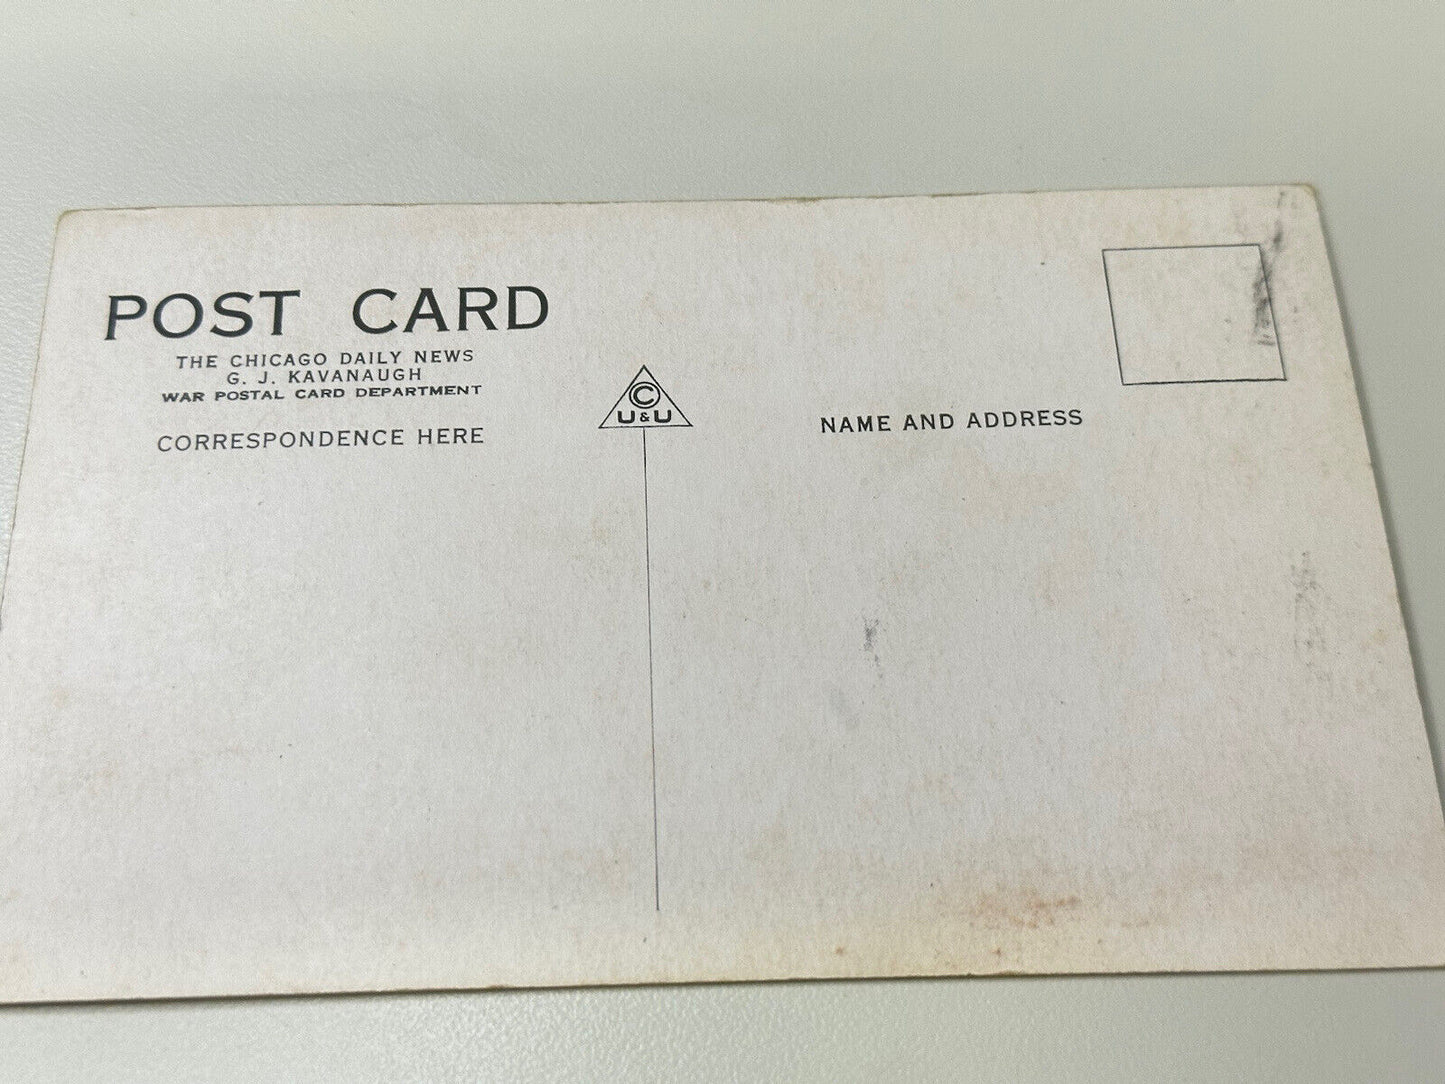 POST CARD
THE CHICAGO DAILY NEWS
G. J. KAVANAUGH
WAR POSTAL CARD DEPARTMENT
CORRESPONDENCE HERE
©
U & U
NAME AND ADDRESS